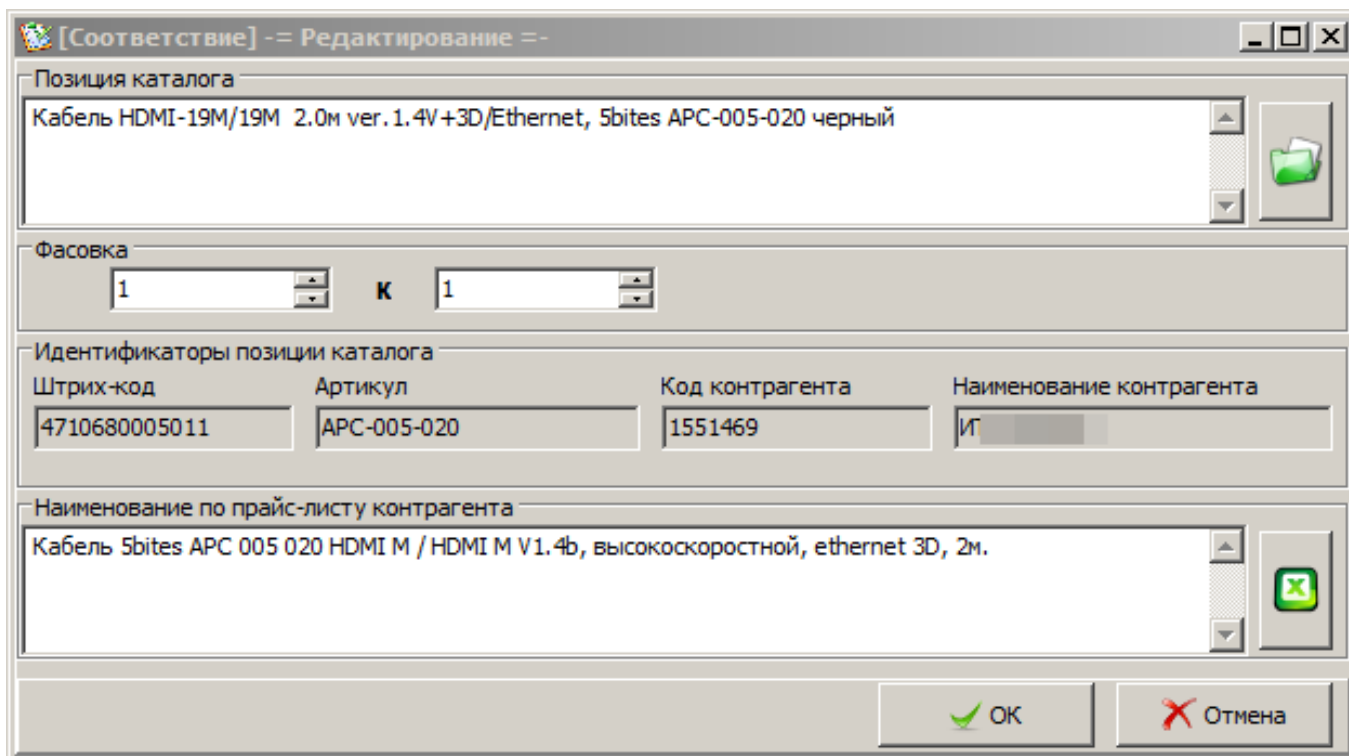 [Соответствие] -= Редактирование =-
Позиция каталога
Кабель HDMI-19M/19M  2.0м ver.1.4V+3D/Ethernet, 5bites APC-005-020 черный
Фасовка
1 к 1
Идентификаторы позиции каталога
Штрих-код Артикул Код контрагента Наименование контрагента
4710680005011 APC-005-020 1551469
Наименование по прайс-листу контрагента
Кабель 5bites APC 005 020 HDMI M / HDMI M V1.4b, высокоскоростной, ethernet 3D, 2м.
ОК Отмена